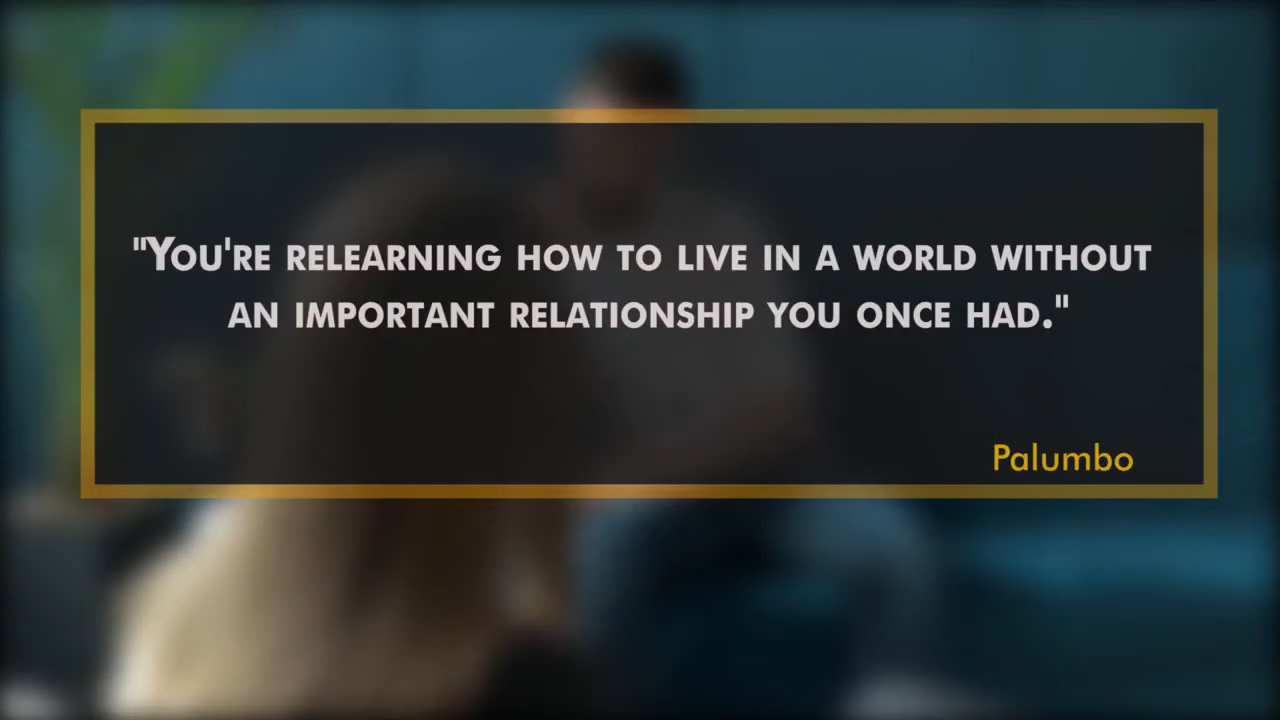 "You're relearning how to live in a world without
an important relationship you once had."
Palumbo